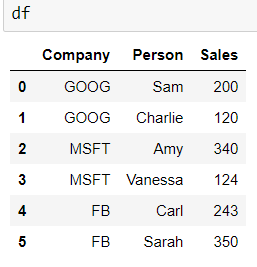 df
Company Person Sales
0 GOOG Sam 200
1 GOOG Charlie 120
2 MSFT Amy 340
3 MSFT Vanessa 124
4 FB Carl 243
5 FB Sarah 350